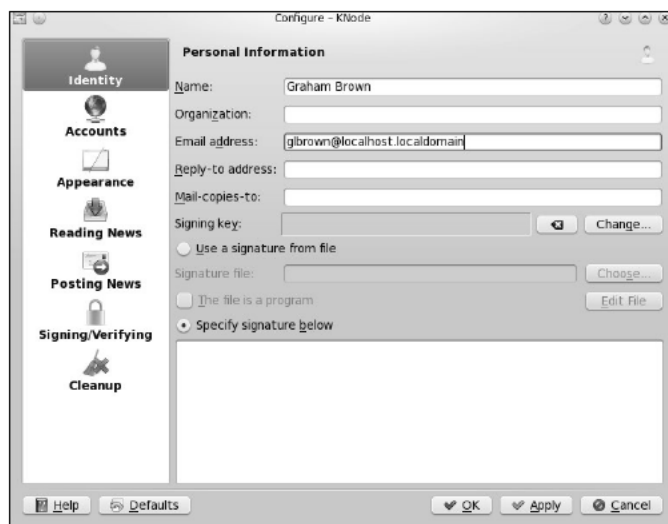 Configure – KNode
Identity
Accounts
Appearance
Reading News
Posting News
Signing/Verifying
Cleanup
Personal Information
Name: Graham Brown
Organization:
Email address: glbrown@localhost.localdomain
Reply-to address:
Mail-copies-to:
Signing key: Change...
Use a signature from file
Signature file: Choose...
The file is a program Edit File
Specify signature below
Help Defaults OK Apply Cancel